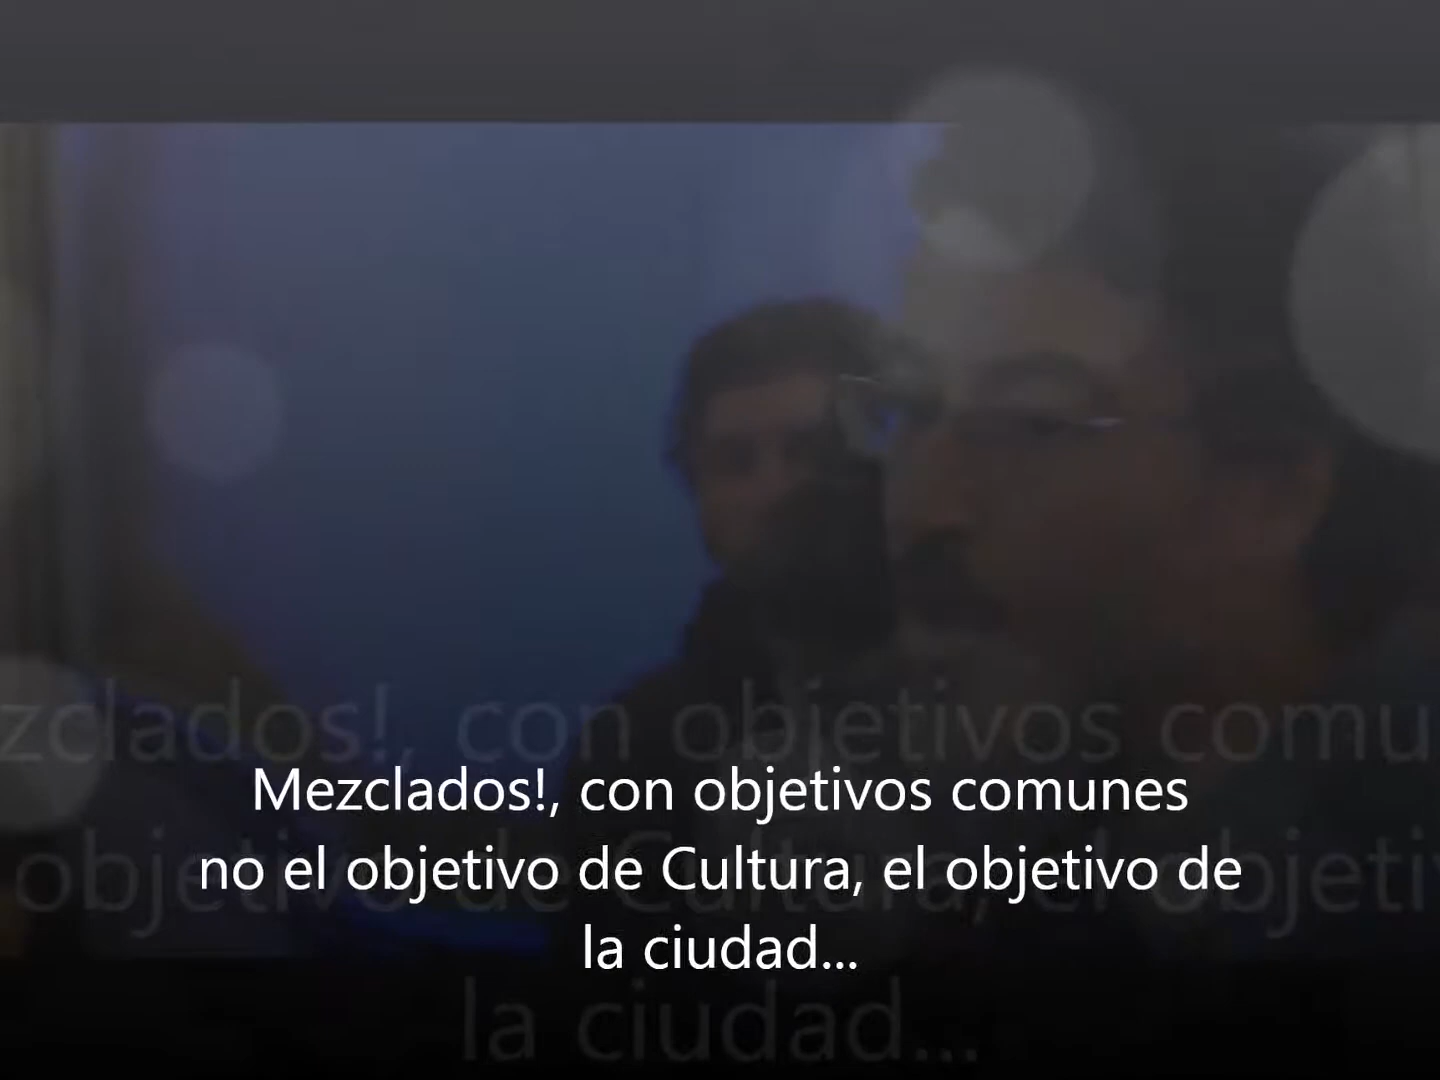 Mezclados!, con objetivos comunes
no el objetivo de Cultura, el objetivo de
la ciudad...